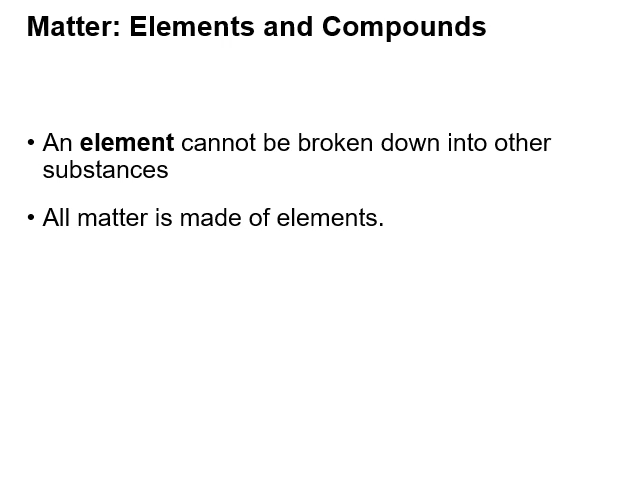 Matter: Elements and Compounds
• An element cannot be broken down into other
substances
• All matter is made of elements.